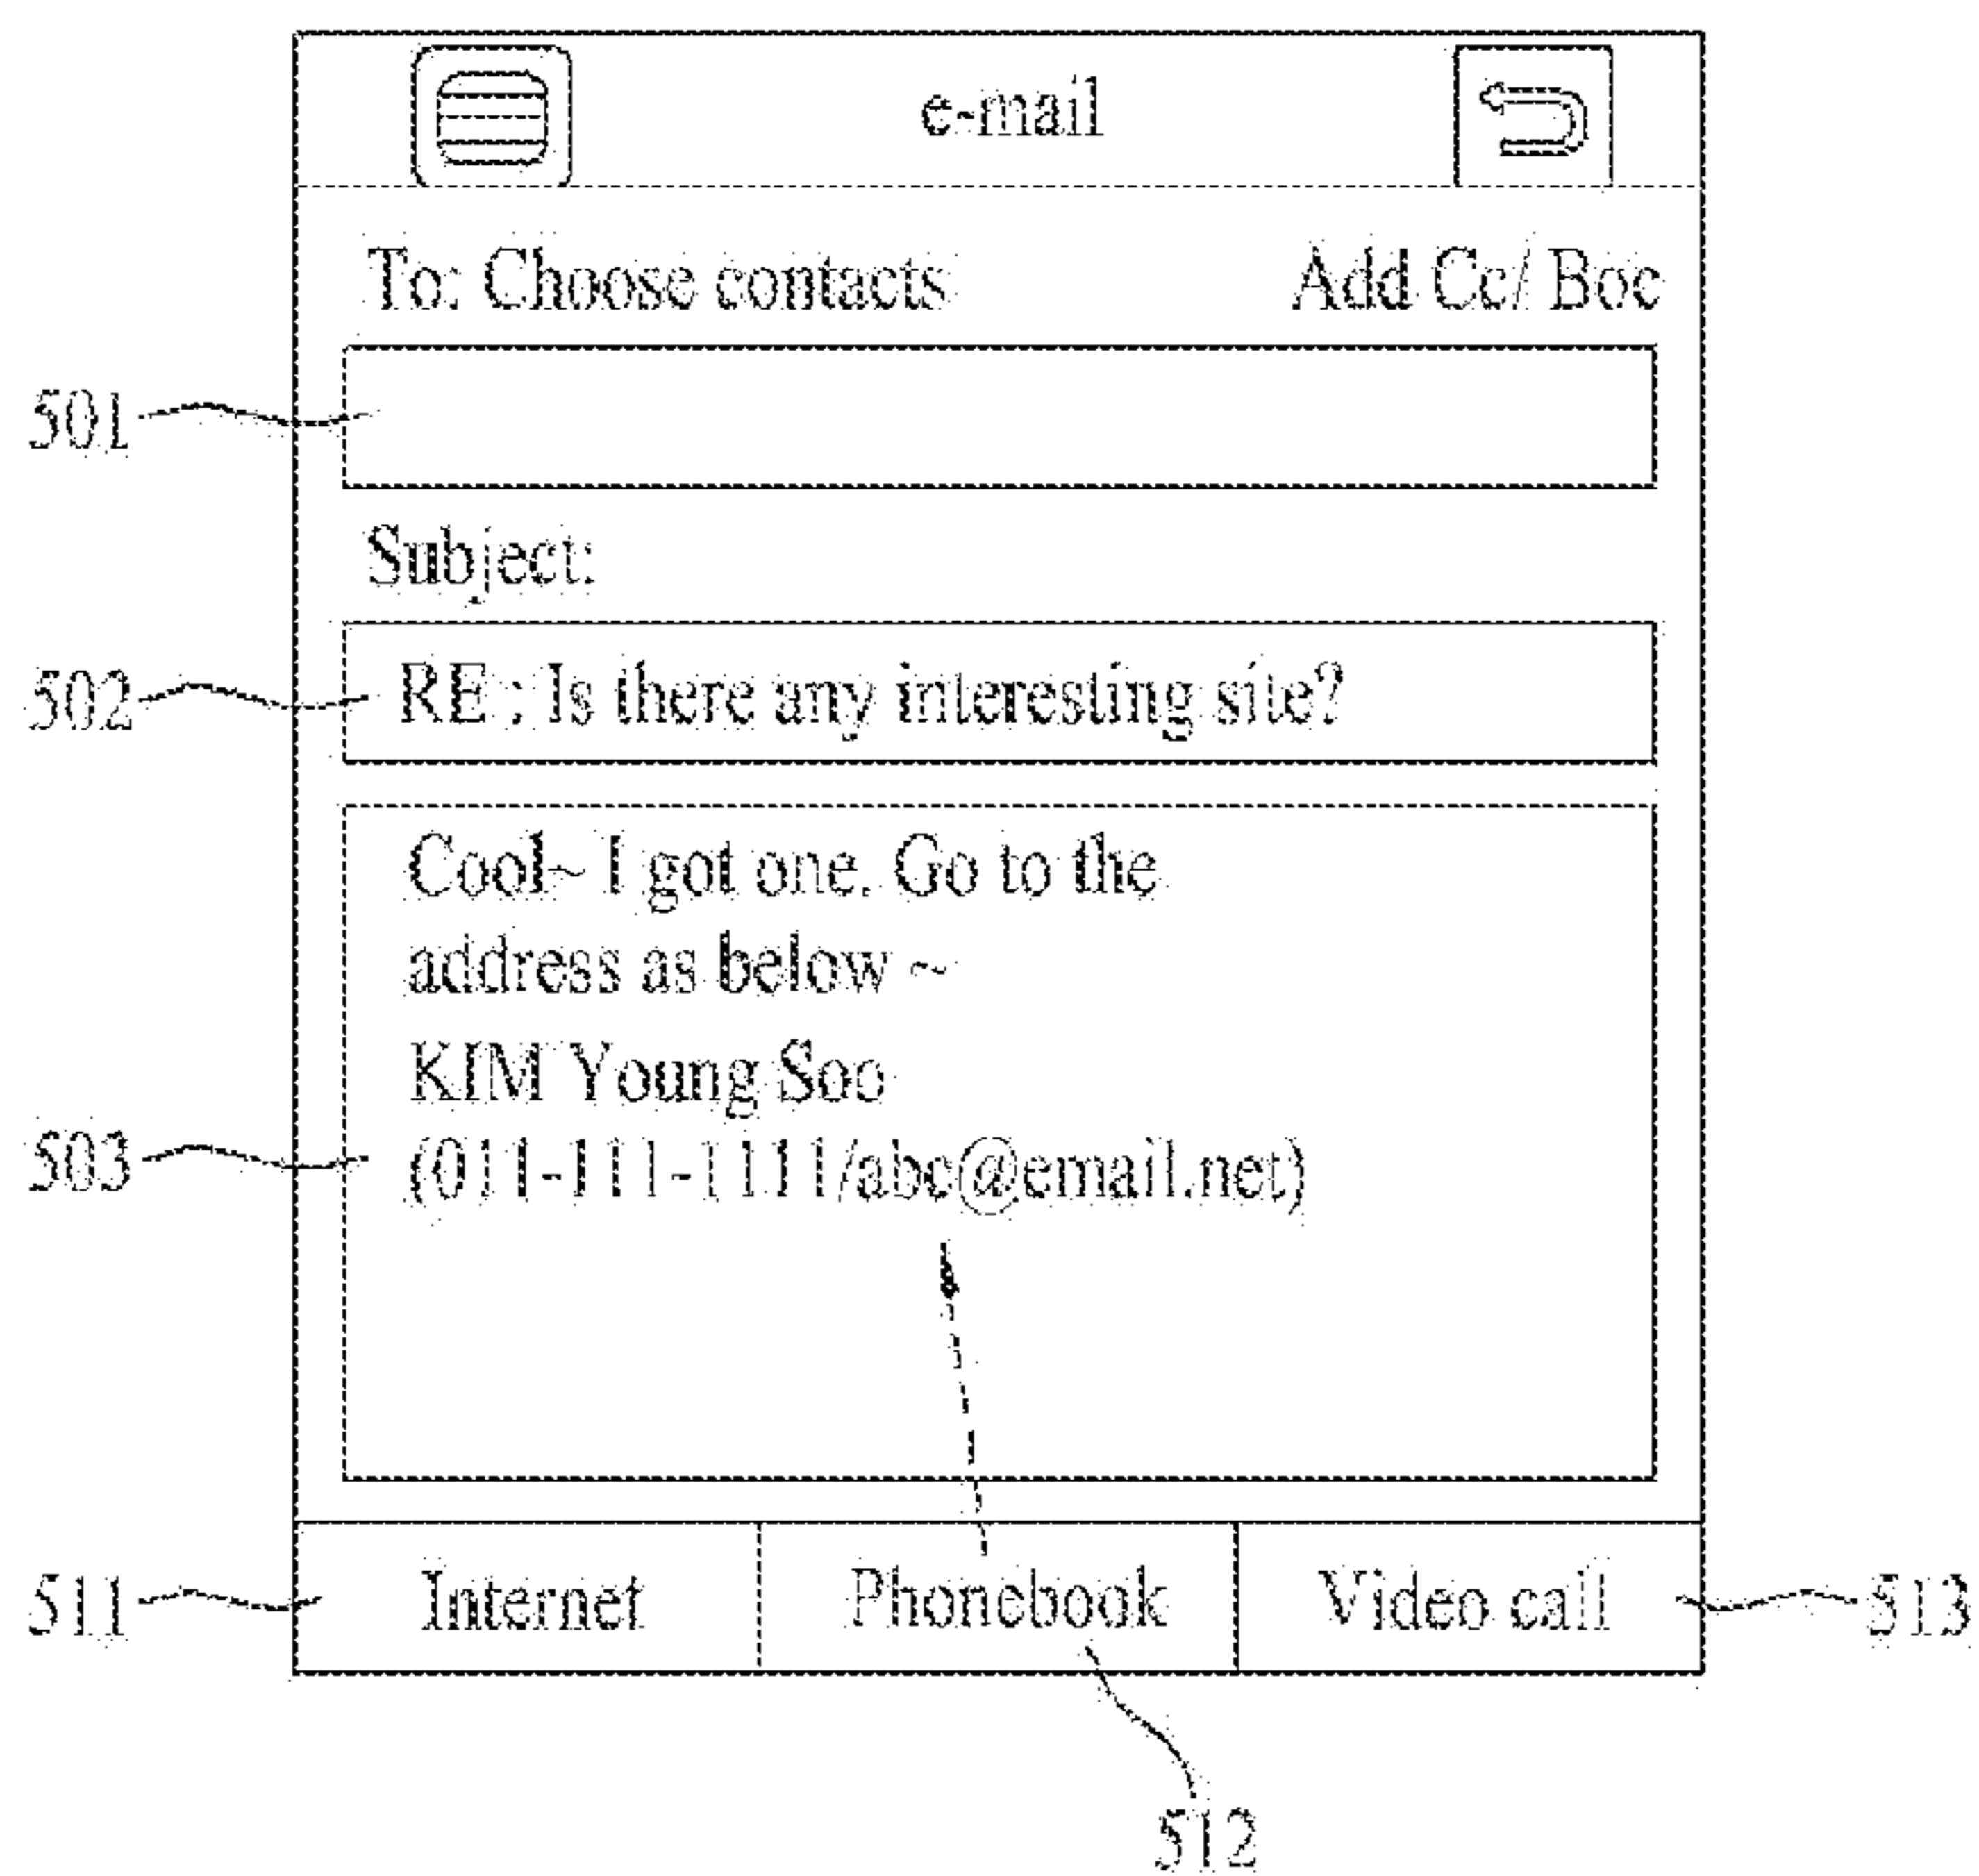 e-mail
To: Choose contacts Add Cc/ Boc
501
Subject:
502 RE : Is there any interesting site?
Cool~ I got one. Go to the
address as below ~
KIM Young Soo
503 (011-111-1111/abc@email.net)
511 Internet Phonebook Video call 513
512